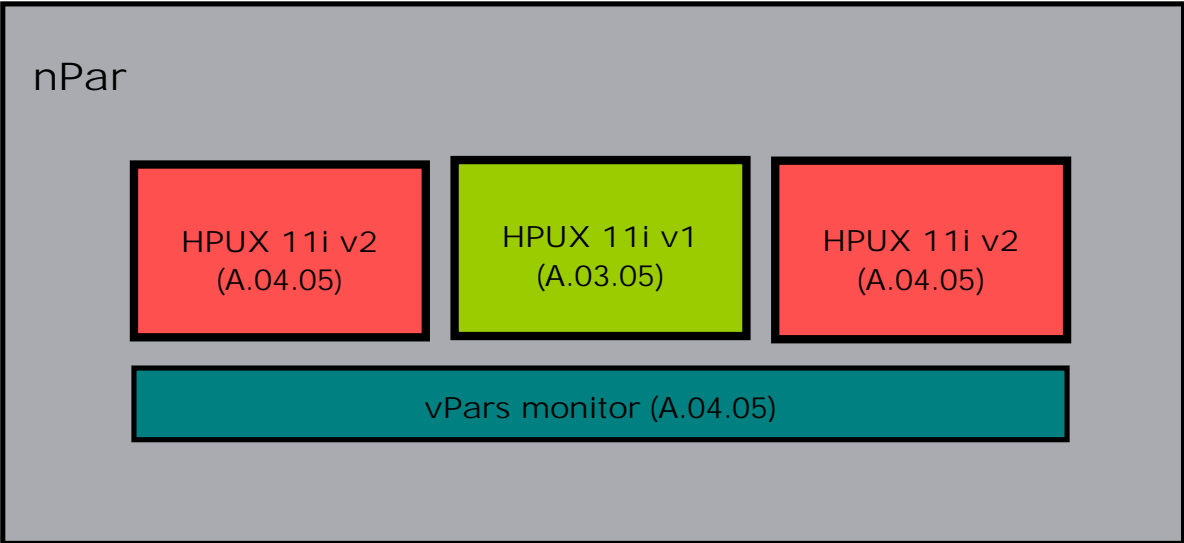 nPar
HPUX 11i v2
(A.04.05)
HPUX 11i v1
(A.03.05)
HPUX 11i v2
(A.04.05)
vPars monitor (A.04.05)